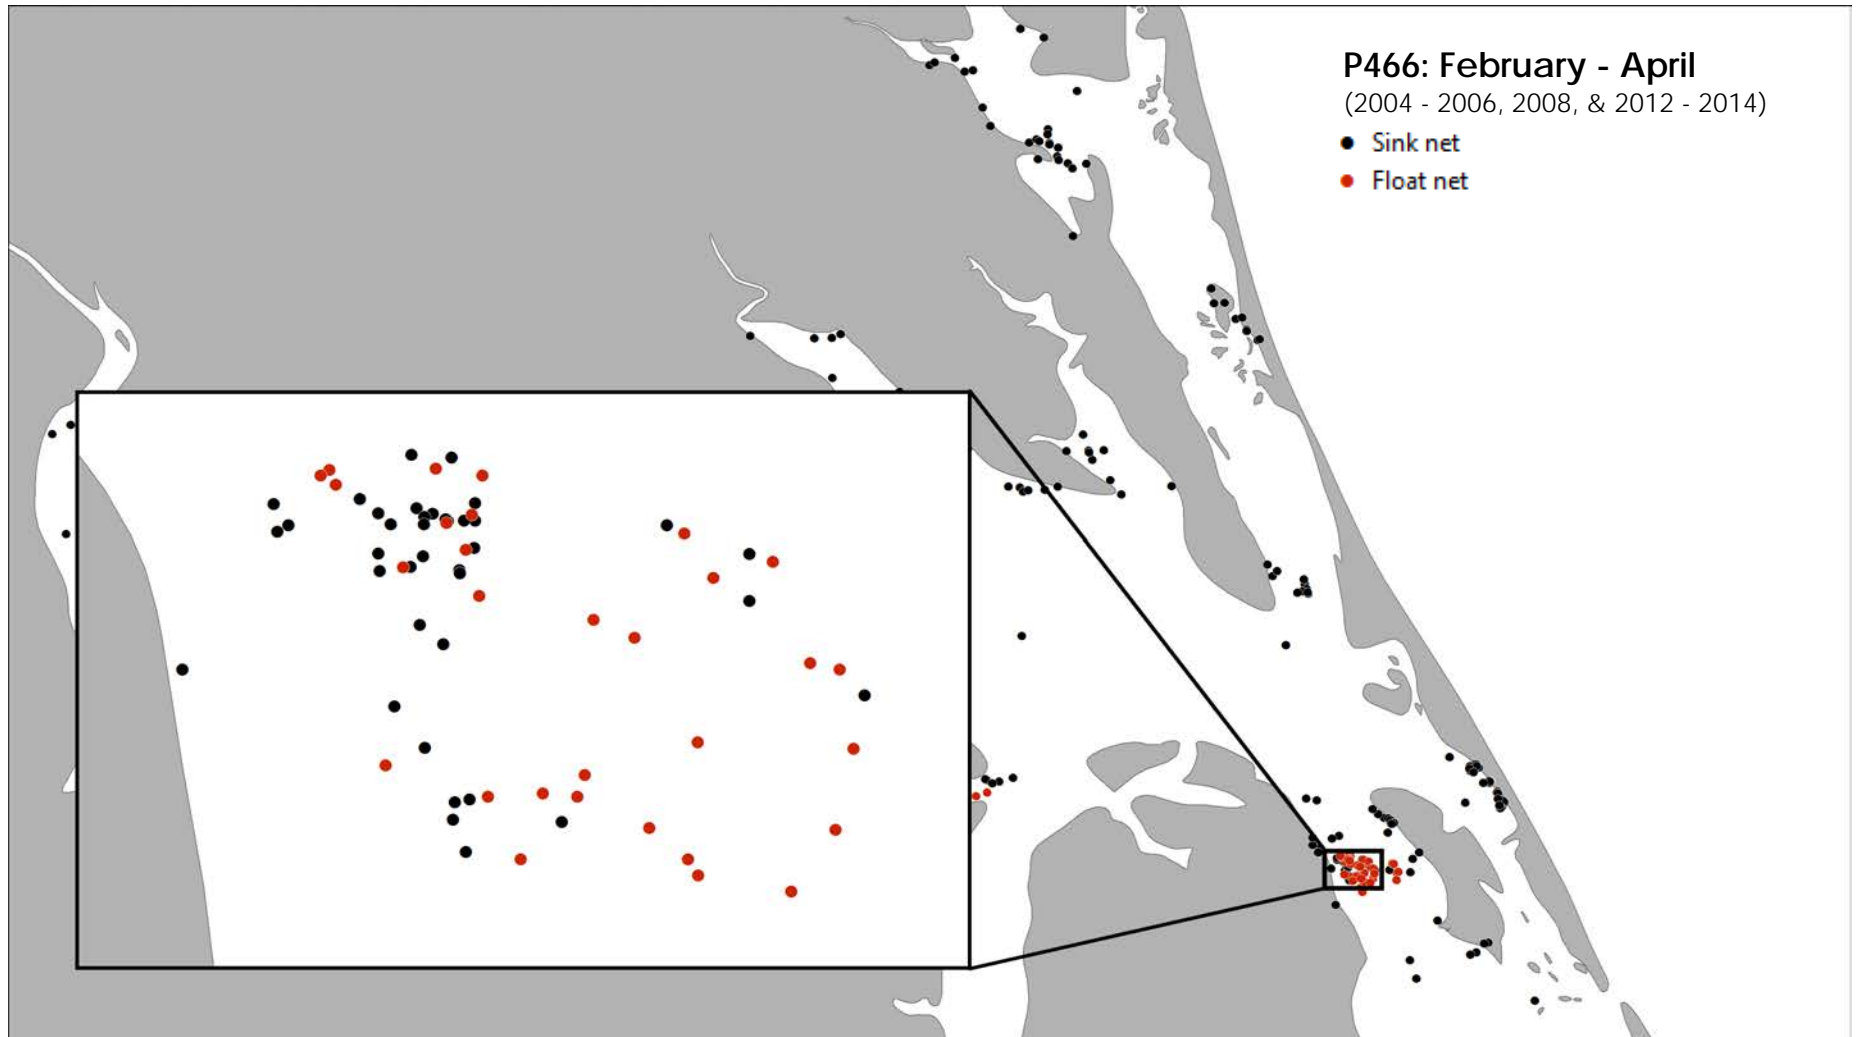 P466: February - April
(2004 - 2006, 2008, & 2012 - 2014)
Sink net
Float net